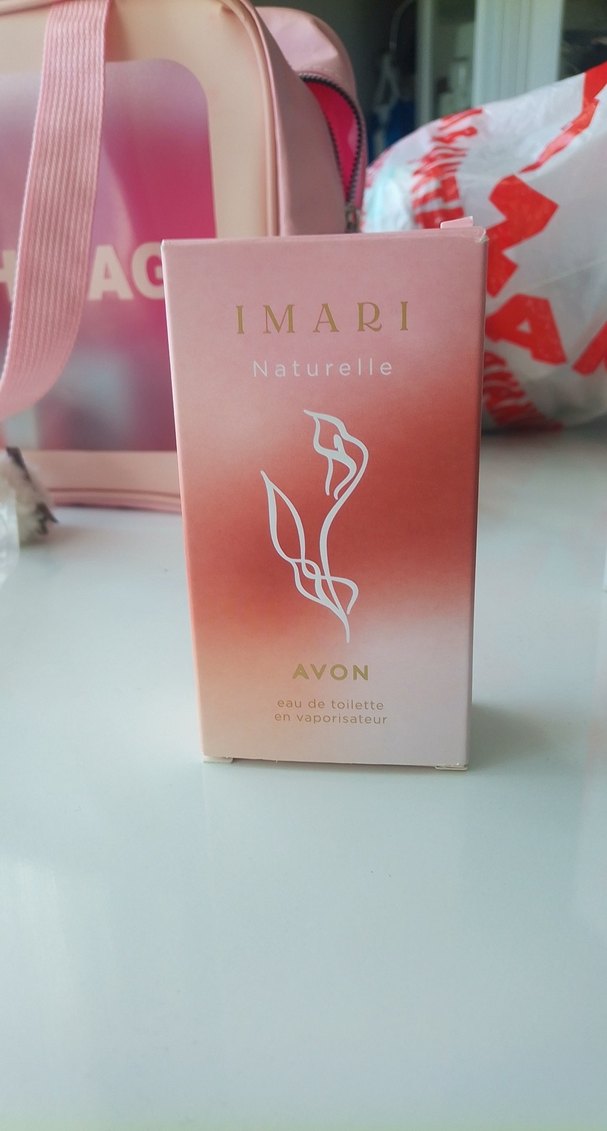 IMARI
Naturelle
AVON
eau de toilette
en vaporisateur